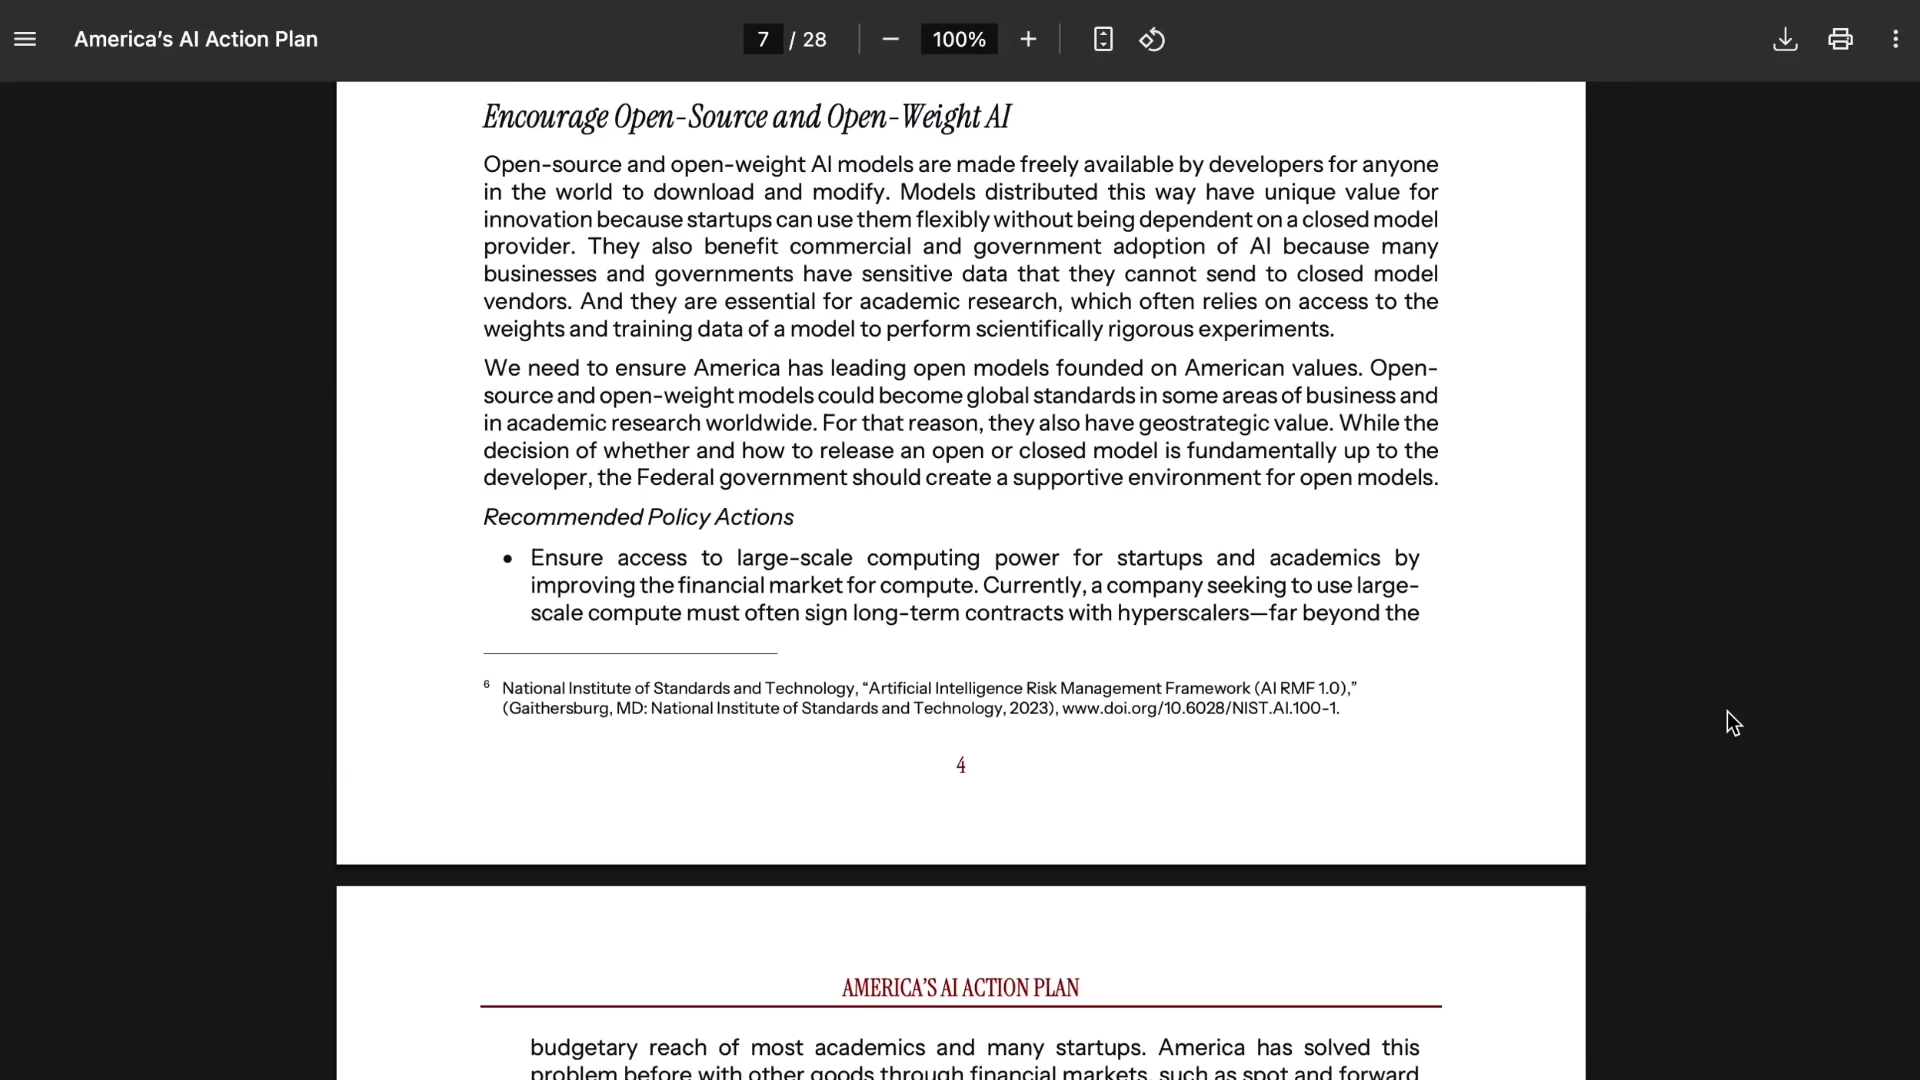 America’s AI Action Plan
7 / 28
100%
Encourage Open-Source and Open-Weight AI
Open-source and open-weight AI models are made freely available by developers for anyone
in the world to download and modify. Models distributed this way have unique value for
innovation because startups can use them flexibly without being dependent on a closed model
provider. They also benefit commercial and government adoption of AI because many
businesses and governments have sensitive data that they cannot send to closed model
vendors. And they are essential for academic research, which often relies on access to the
weights and training data of a model to perform scientifically rigorous experiments.
We need to ensure America has leading open models founded on American values. Open-
source and open-weight models could become global standards in some areas of business and
in academic research worldwide. For that reason, they also have geostrategic value. While the
decision of whether and how to release an open or closed model is fundamentally up to the
developer, the Federal government should create a supportive environment for open models.
Recommended Policy Actions
• Ensure access to large-scale computing power for startups and academics by
improving the financial market for compute. Currently, a company seeking to use large-
scale compute must often sign long-term contracts with hyperscalers—far beyond the
6 National Institute of Standards and Technology, “Artificial Intelligence Risk Management Framework (AI RMF 1.0),”
(Gaithersburg, MD: National Institute of Standards and Technology, 2023), www.doi.org/10.6028/NIST.AI.100-1.
4
AMERICA’S AI ACTION PLAN
budgetary reach of most academics and many startups. America has solved this
problem before with other goods through financial markets, such as spot and forward